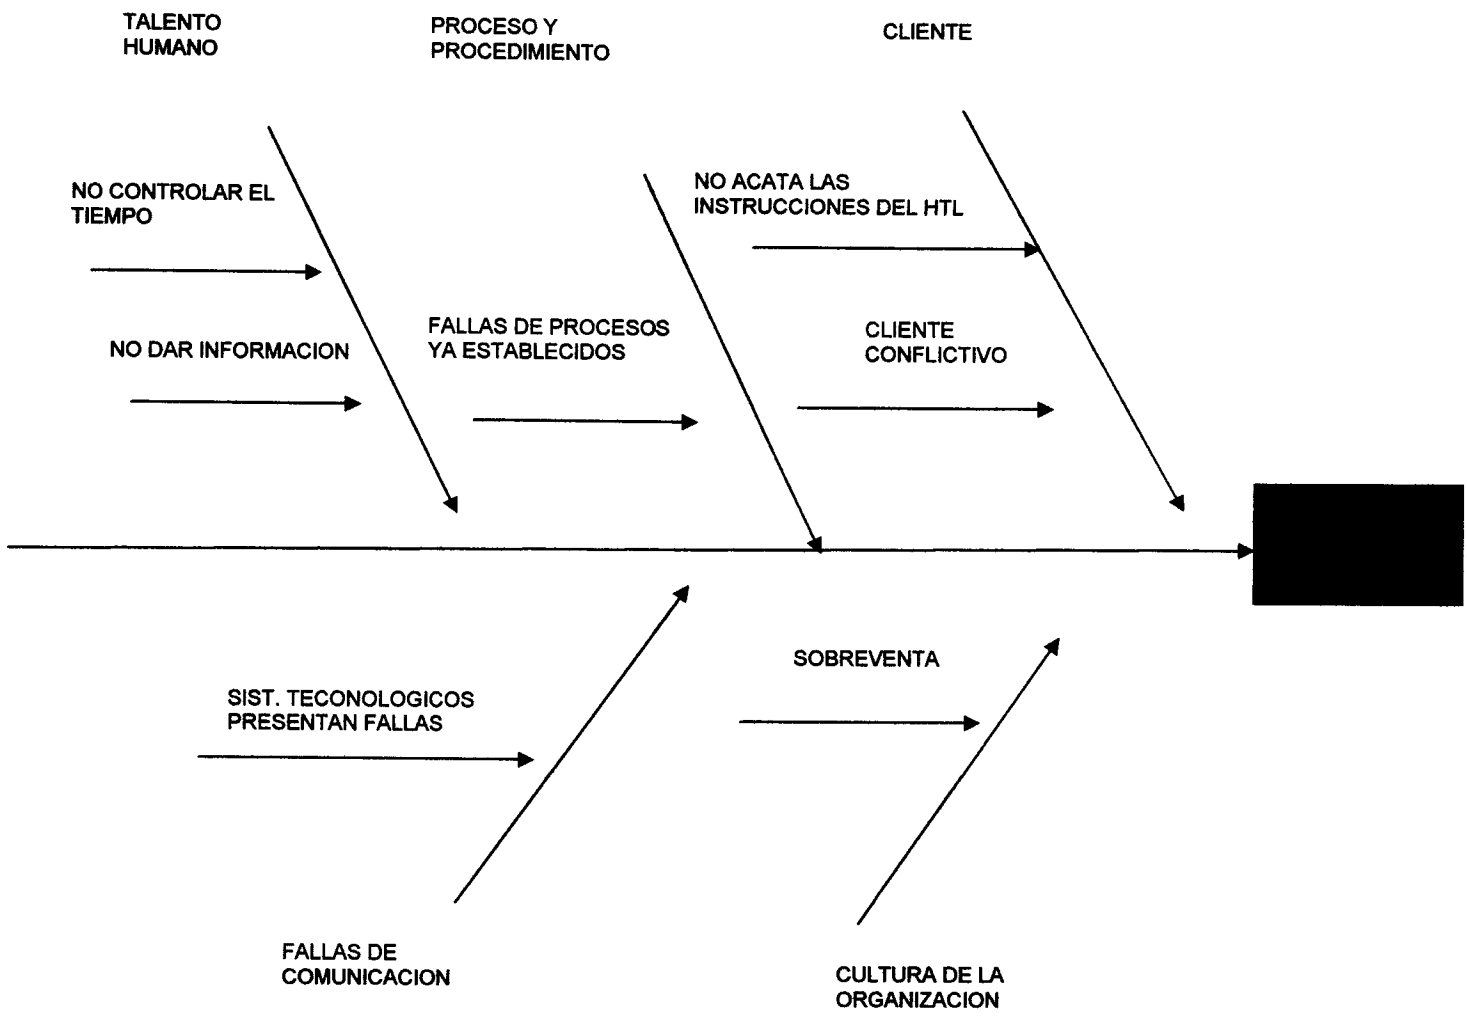 TALENTO
HUMANO
PROCESO Y
PROCEDIMIENTO
CLIENTE
NO CONTROLAR EL
TIEMPO
NO ACATA LAS
INSTRUCCIONES DEL HTL
NO DAR INFORMACION
FALLAS DE PROCESOS
YA ESTABLECIDOS
CLIENTE
CONFLICTIVO
SIST. TECONOLOGICOS
PRESENTAN FALLAS
SOBREVENTA
FALLAS DE
COMUNICACION
CULTURA DE LA
ORGANIZACION